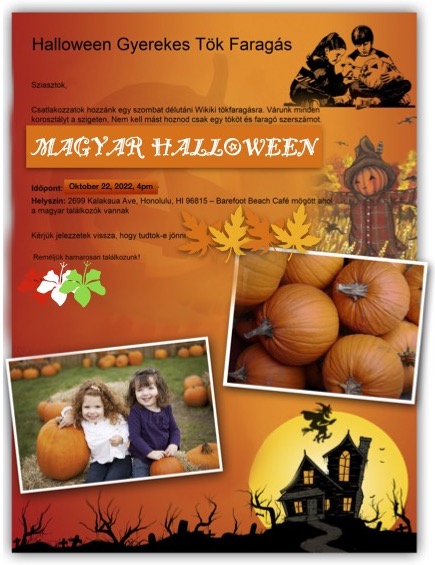 Halloween Gyerekes Tök Faragás
Sziasztok,
Csatlakozzatok hozzánk egy szombat délutáni Wikiki tökfaragásra. Várunk minden
korosztályt a szigeten. Nem kell mást hoznod csak egy tököt és faragó szerszámot.
MAGYAR HALLOWEEN
Időpont: Oktober 22, 2022, 4pm
Helyszín: 2699 Kalakaua Ave, Honolulu, HI 96815 – Barefoot Beach Café mögött ahol
a magyar találkozók vannak
Kérjük jelezzetek vissza, hogy tudtok-e jönni
Reméljük hamarosan találkozunk!